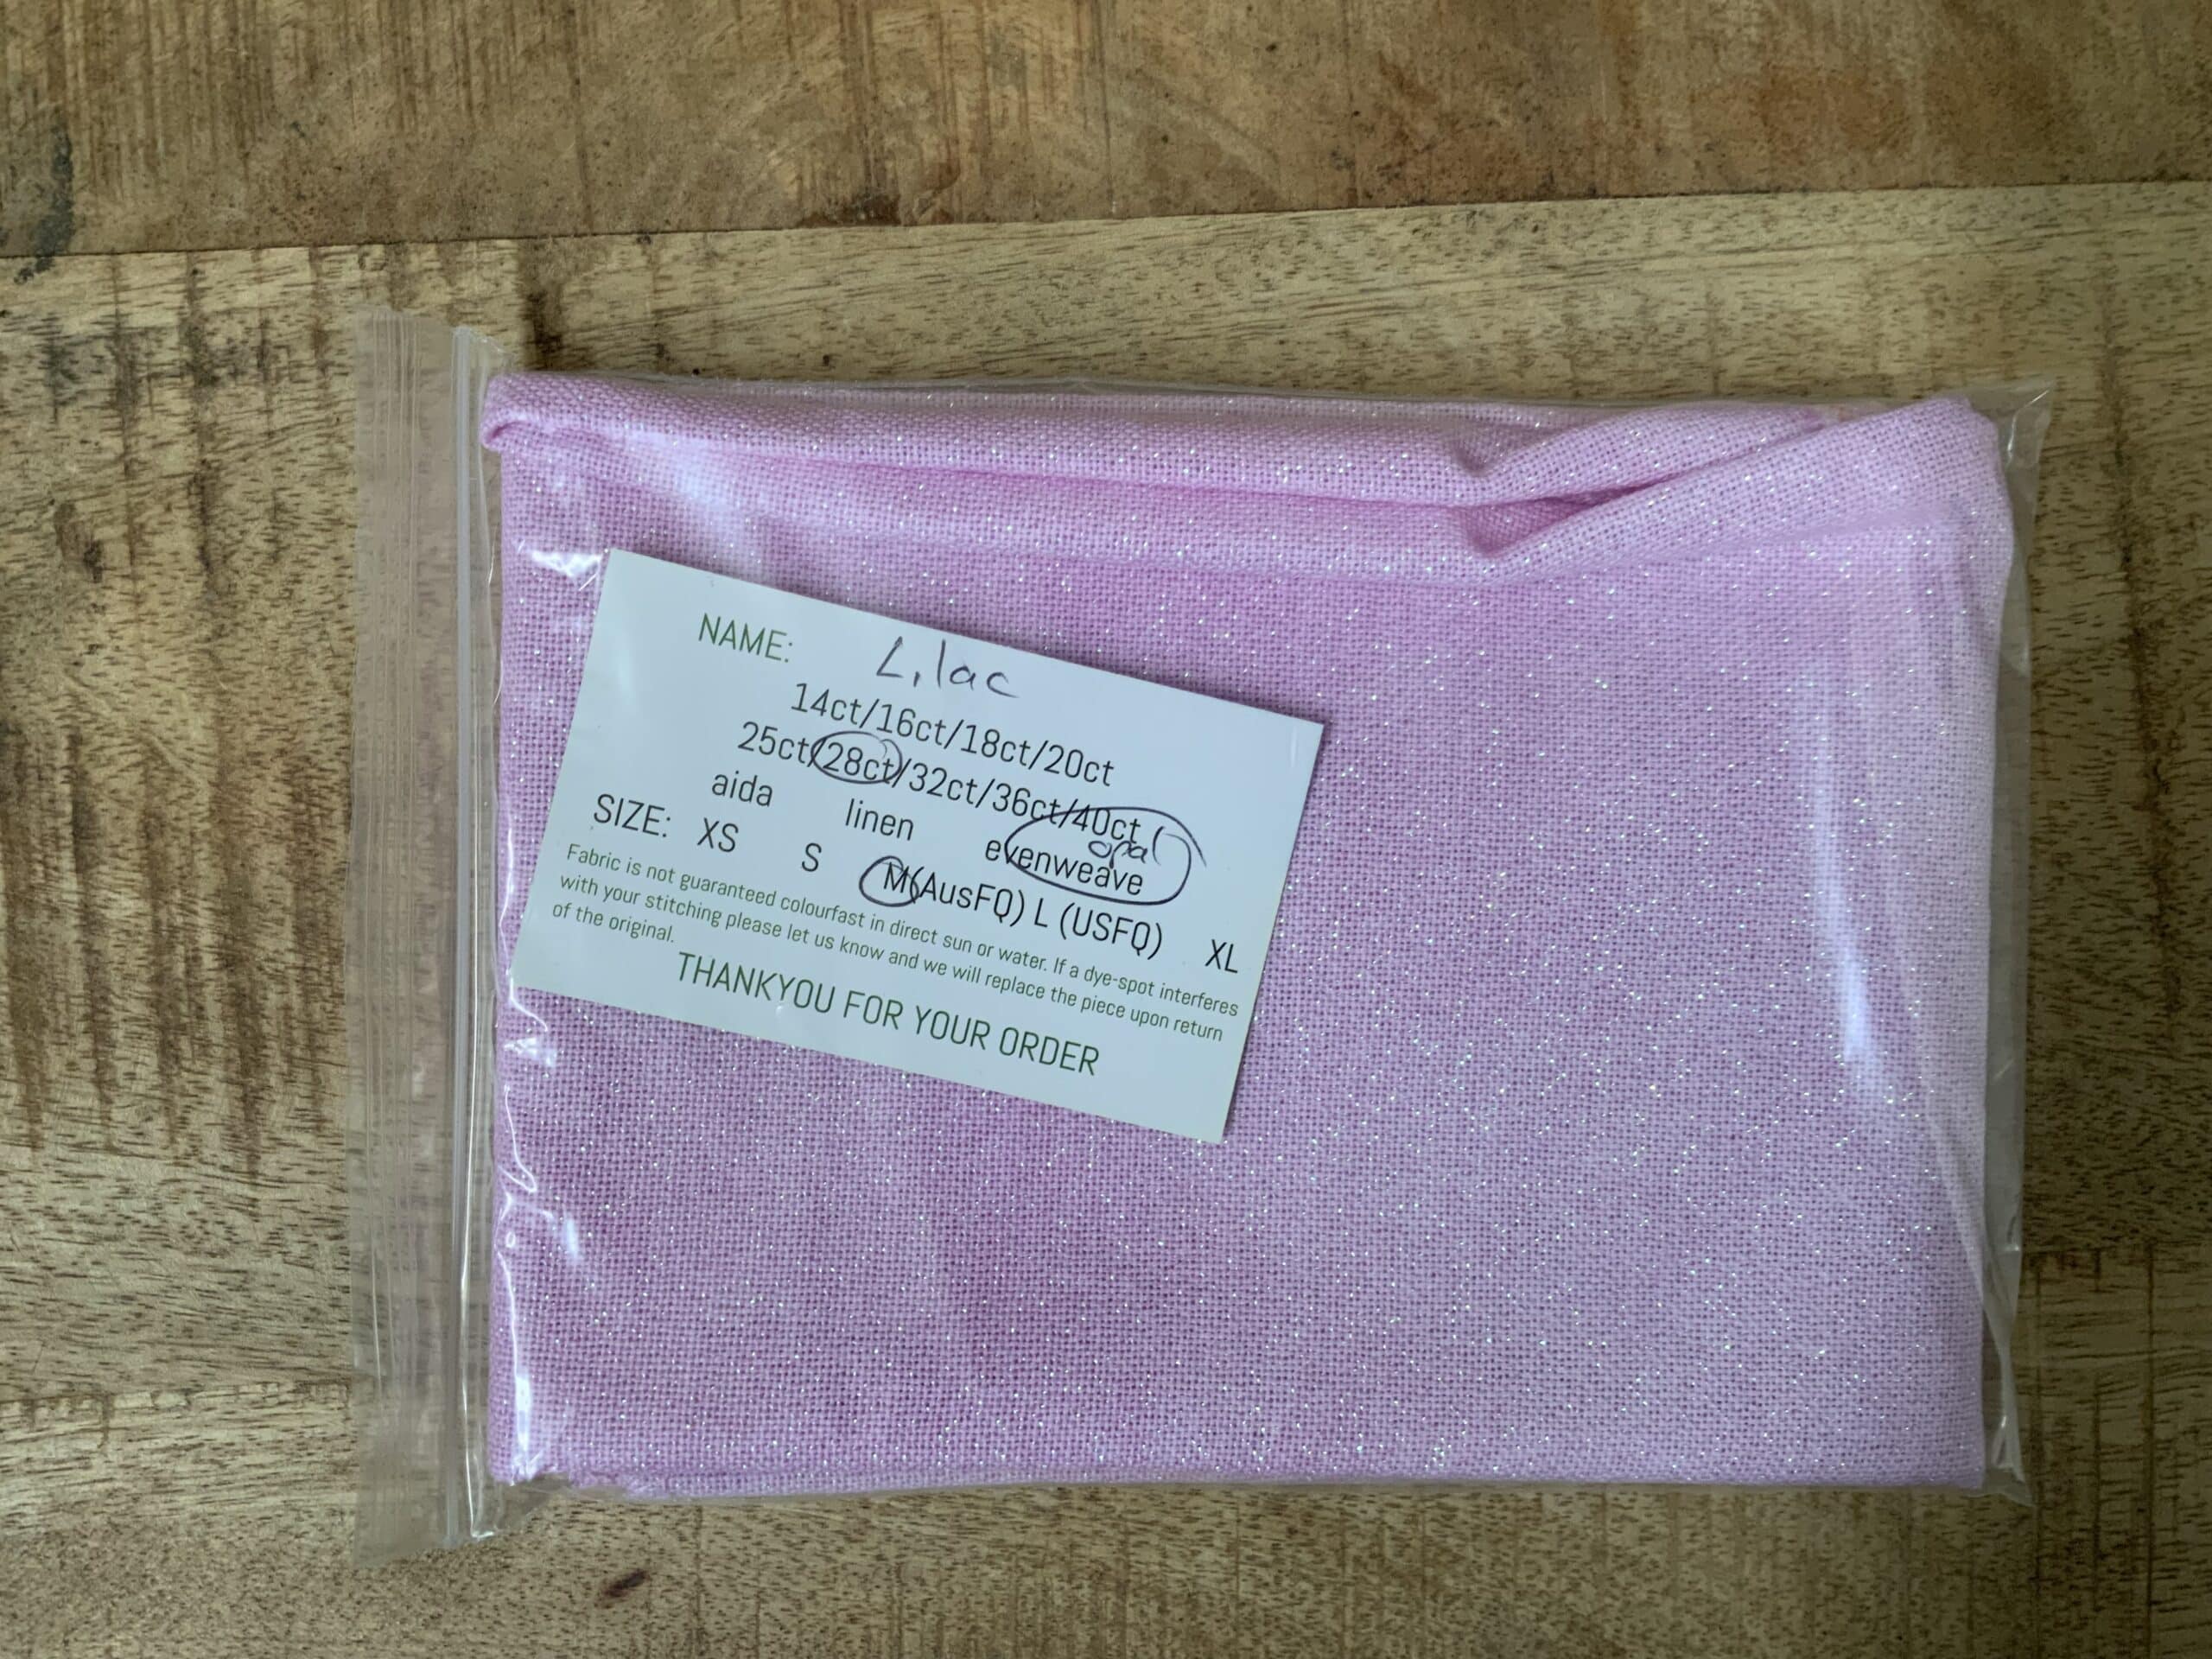 NAME: Lilac
14ct/16ct/18ct/20ct
25ct/28ct/32ct/36ct/40ct
opal
aida linen evenweave
SIZE: XS S M(AusFQ) L (USFQ) XL
Fabric is not guaranteed colourfast in direct sun or water. If a dye-spot interferes
with your stitching please let us know and we will replace the piece upon return
of the original.
THANKYOU FOR YOUR ORDER